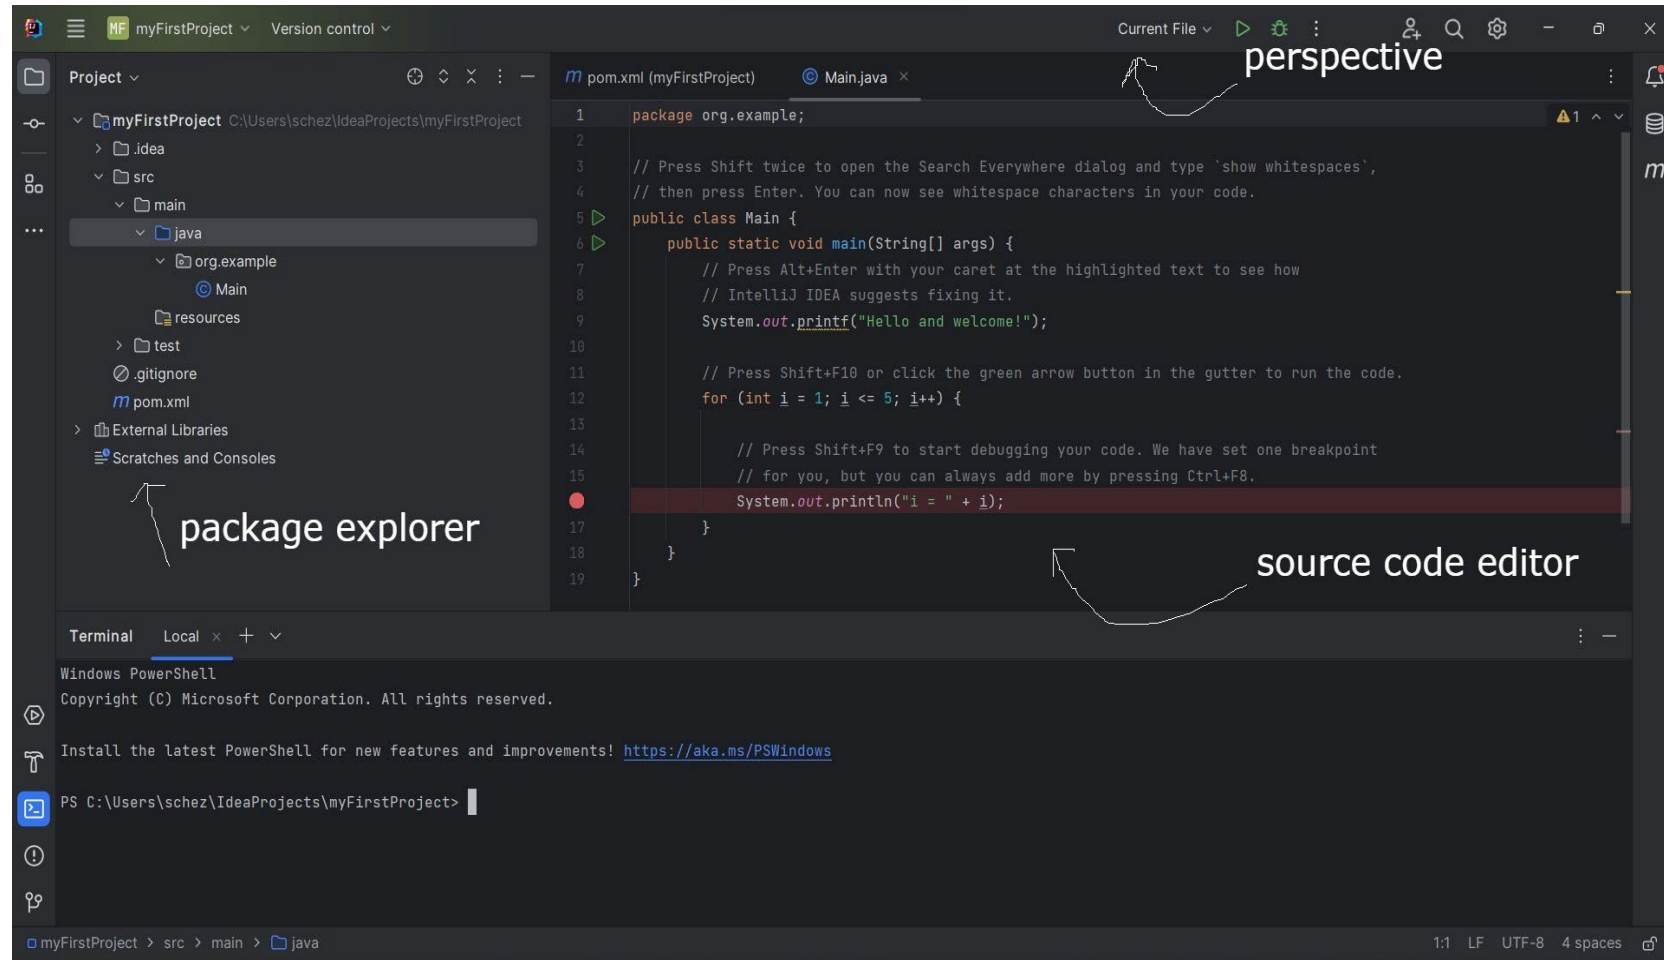 MF myFirstProject Version control Current File
perspective
Project
pom.xml (myFirstProject) Main.java
myFirstProject C:\Users\schez\IdeaProjects\myFirstProject
.idea
src
main
java
org.example
Main
resources
test
.gitignore
pom.xml
External Libraries
Scratches and Consoles
package explorer
1 package org.example;
2
3 // Press Shift twice to open the Search Everywhere dialog and type `show whitespaces`,
4 // then press Enter. You can now see whitespace characters in your code.
5 public class Main {
6 public static void main(String[] args) {
7 // Press Alt+Enter with your caret at the highlighted text to see how
8 // IntelliJ IDEA suggests fixing it.
9 System.out.printf("Hello and welcome!");
10
11 // Press Shift+F10 or click the green arrow button in the gutter to run the code.
12 for (int i = 1; i <= 5; i++) {
13
14 // Press Shift+F9 to start debugging your code. We have set one breakpoint
15 // for you, but you can always add more by pressing Ctrl+F8.
System.out.println("i = " + i);
17 }
18 }
19 }
1
source code editor
Terminal Local
Windows PowerShell
Copyright (C) Microsoft Corporation. All rights reserved.
Install the latest PowerShell for new features and improvements! https://aka.ms/PSWindows
PS C:\Users\schez\IdeaProjects\myFirstProject>
myFirstProject > src > main > java
1:1 LF UTF-8 4 spaces